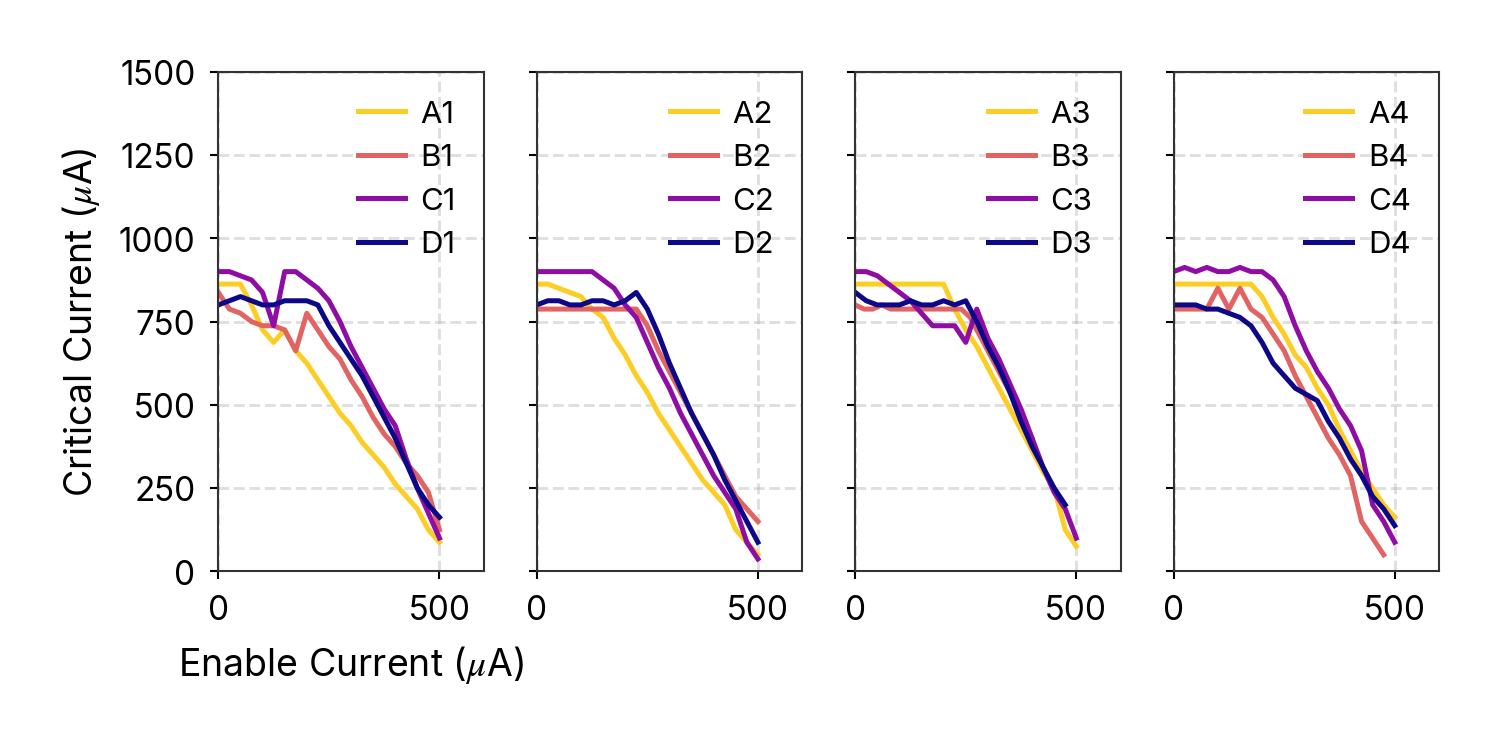 Critical Current (μA)
1500
1250
1000
750
500
250
0
A1
B1
C1
D1
A2
B2
C2
D2
A3
B3
C3
D3
A4
B4
C4
D4
0 500 0 500 0 500 0 500
Enable Current (μA)